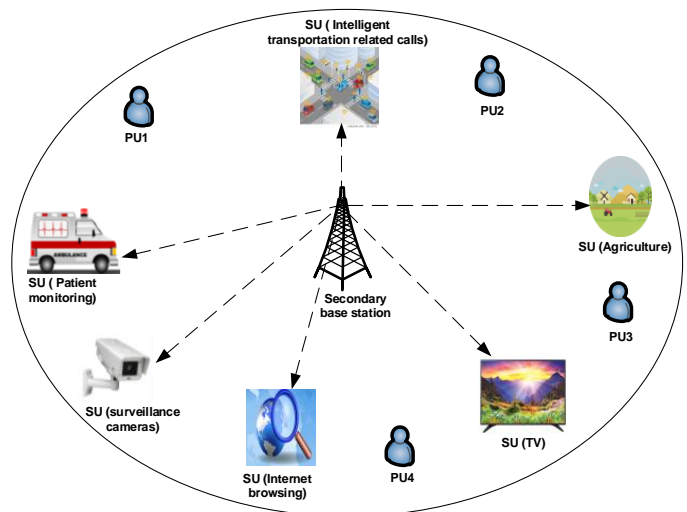 SU ( Intelligent
transportation related calls)
PU2
PU1
AMBULANCE
SU (Agriculture)
SU ( Patient
monitoring)
Secondary
base station
PU3
SU (surveillance
cameras)
SU (TV)
SU (Internet
browsing)
PU4